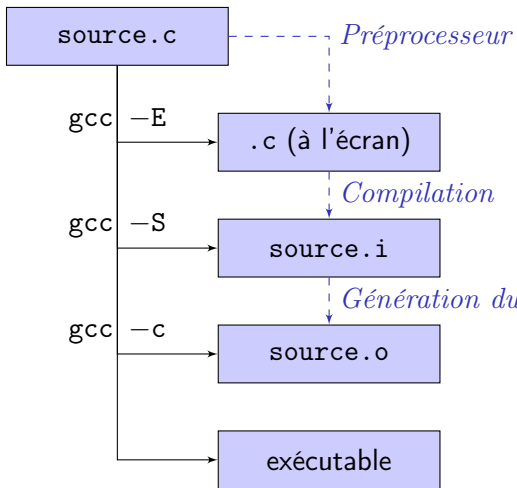 source.c
Préprocesseur
gcc -E
.c (à l'écran)
Compilation
gcc -S
source.i
Génération du
gcc -c
source.o
exécutable